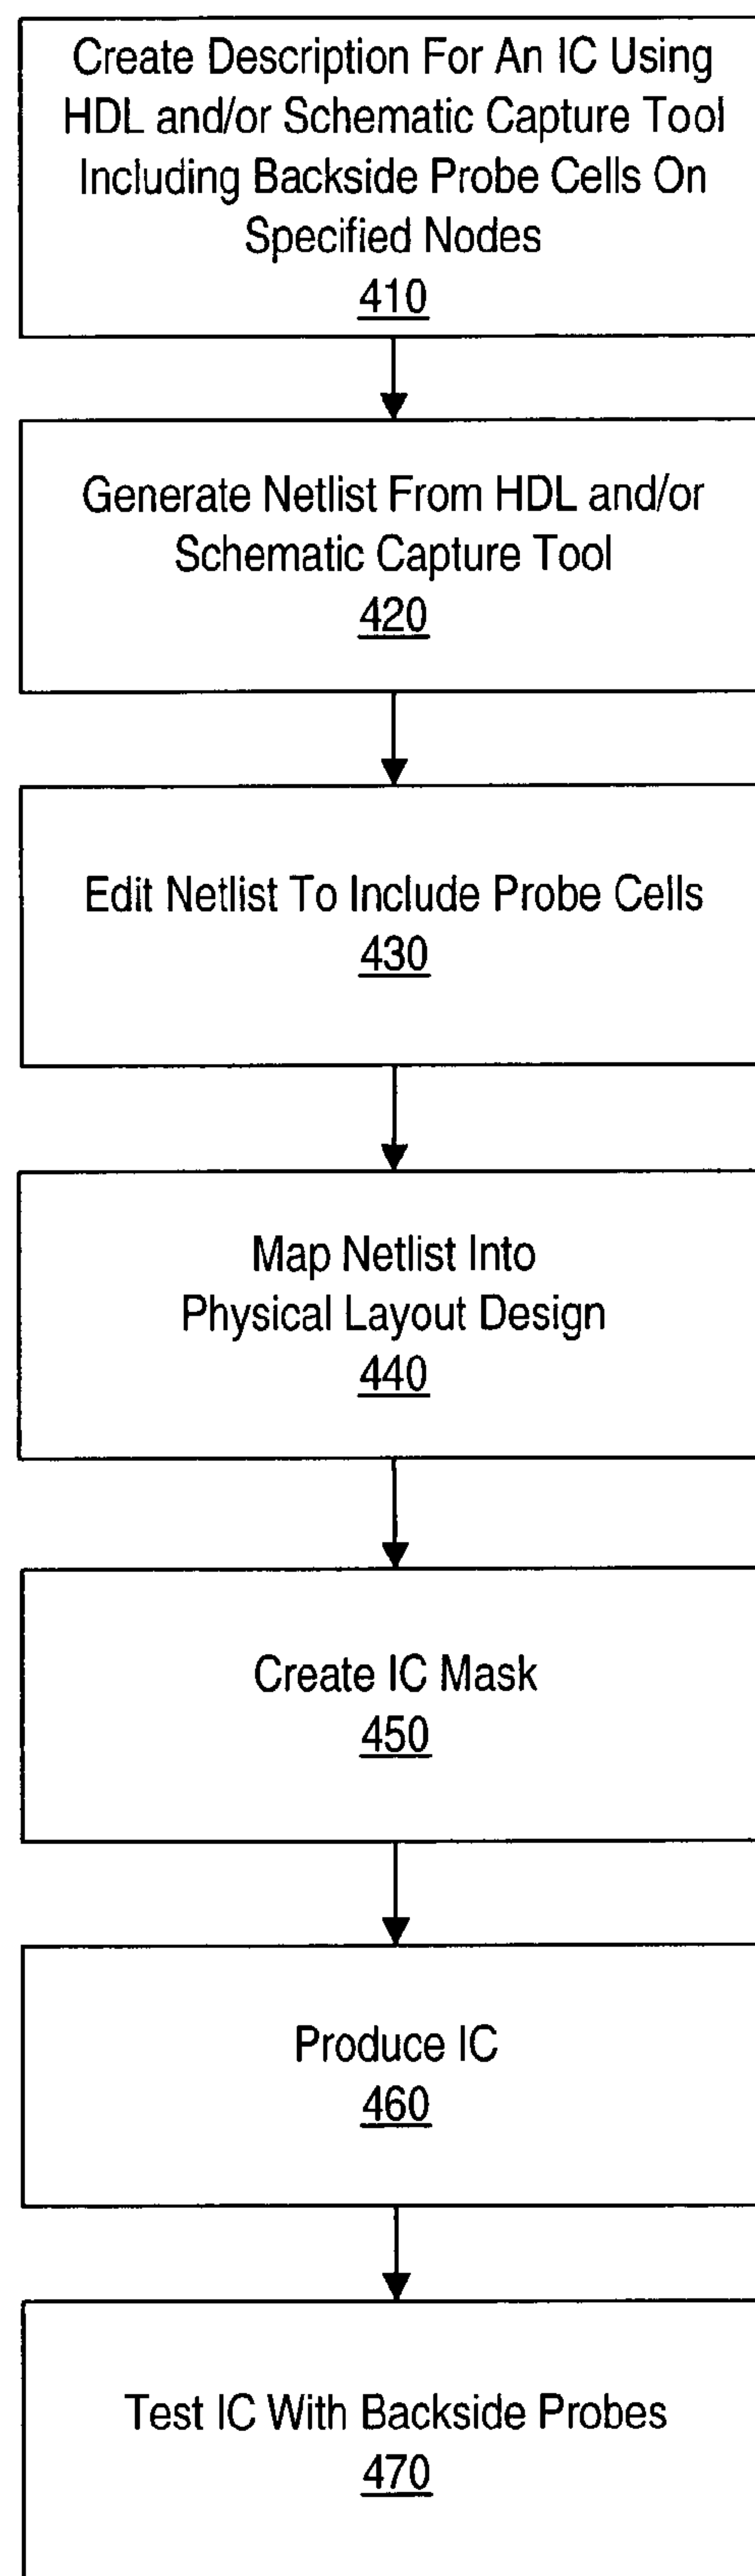 Create Description For An IC Using
HDL and/or Schematic Capture Tool
Including Backside Probe Cells On
Specified Nodes
410
Generate Netlist From HDL and/or
Schematic Capture Tool
420
Edit Netlist To Include Probe Cells
430
Map Netlist Into
Physical Layout Design
440
Create IC Mask
450
Produce IC
460
Test IC With Backside Probes
470